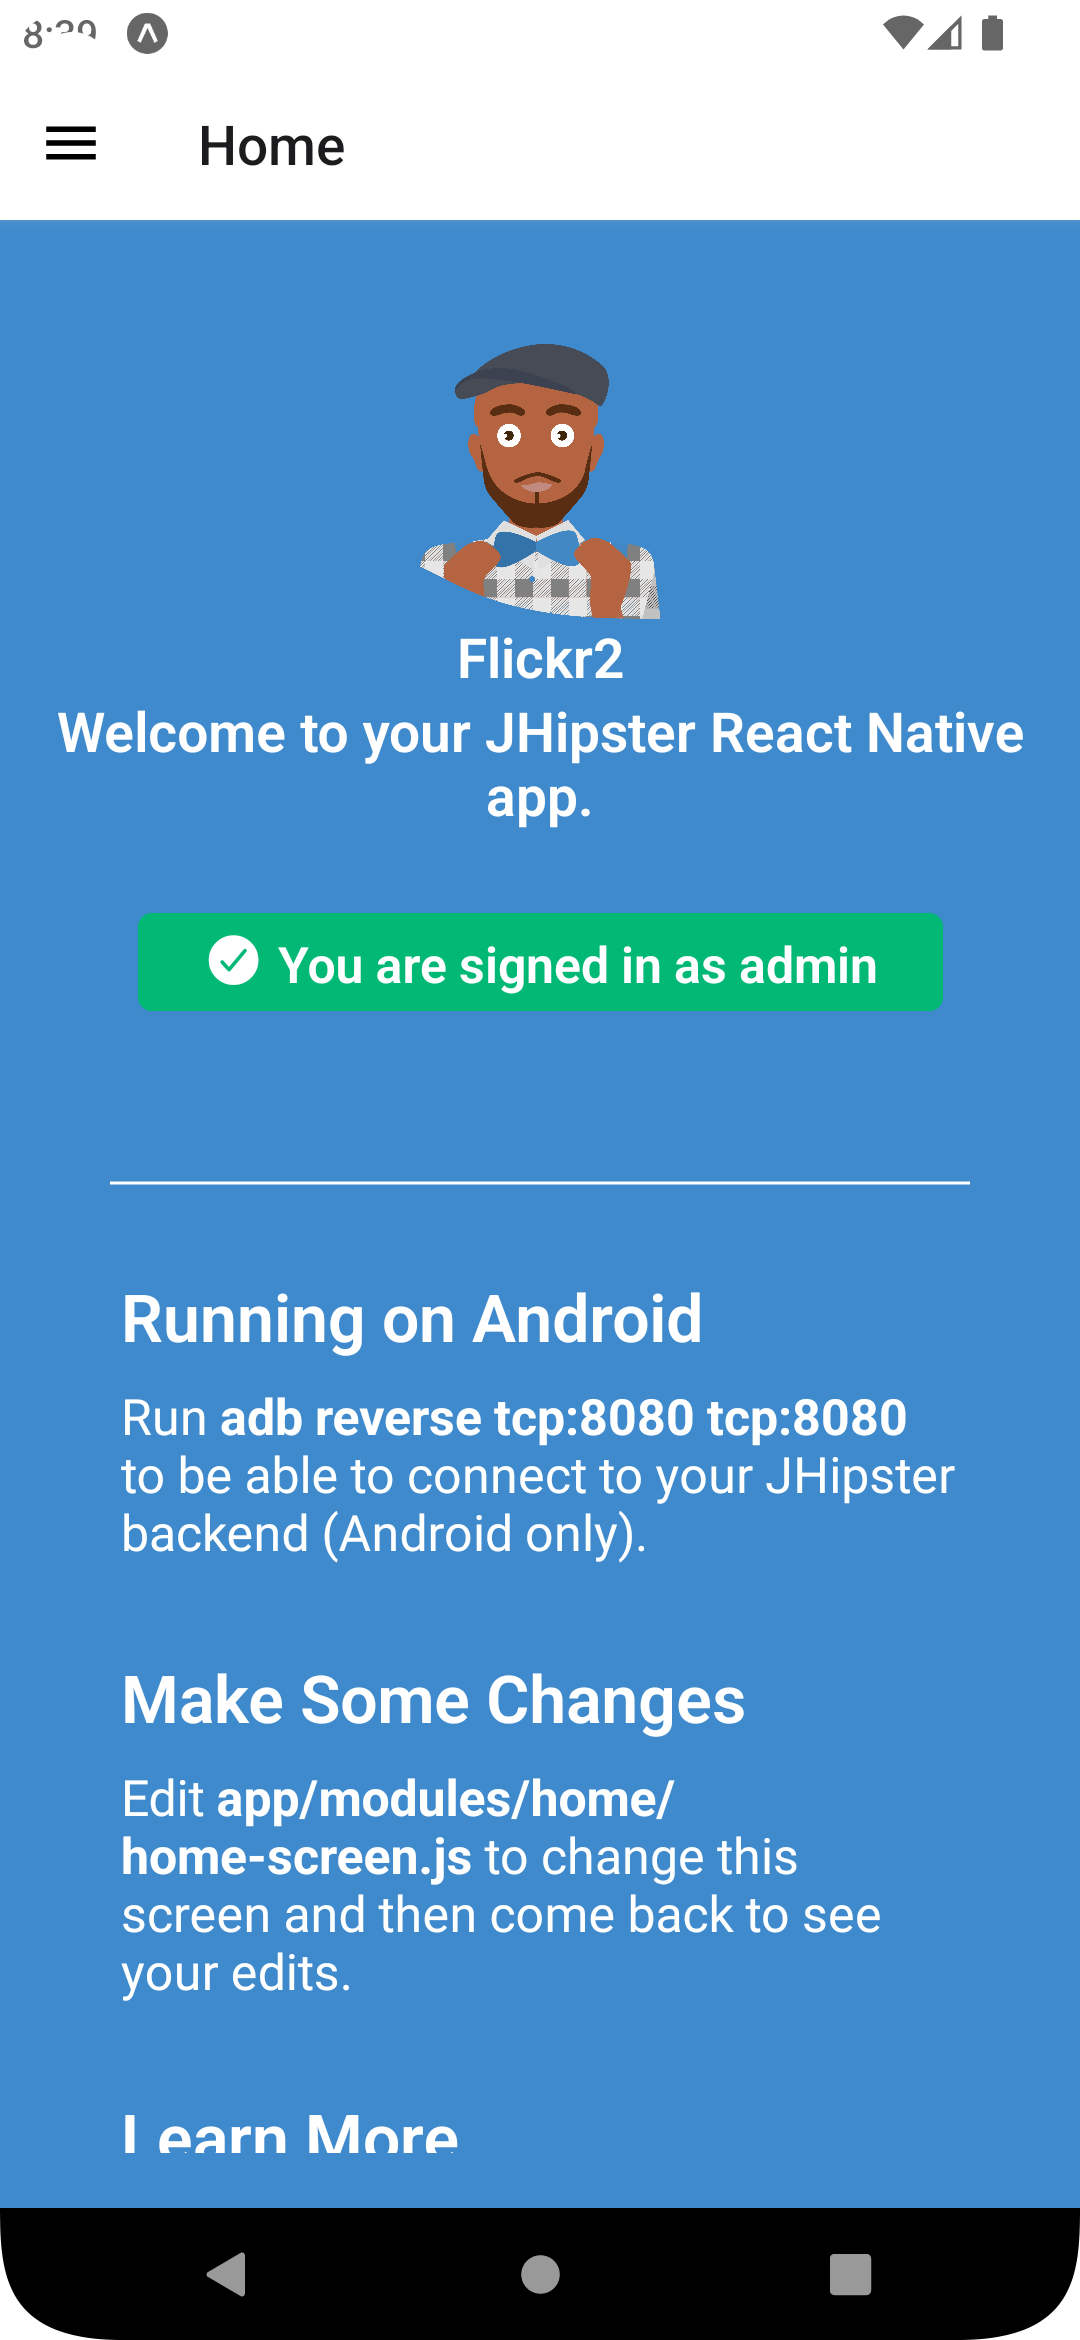 Home
Flickr2
Welcome to your JHipster React Native
app.
You are signed in as admin
Running on Android
Run adb reverse tcp:8080 tcp:8080
to be able to connect to your JHipster
backend (Android only).
Make Some Changes
Edit app/modules/home/
home-screen.js to change this
screen and then come back to see
your edits.
Learn More